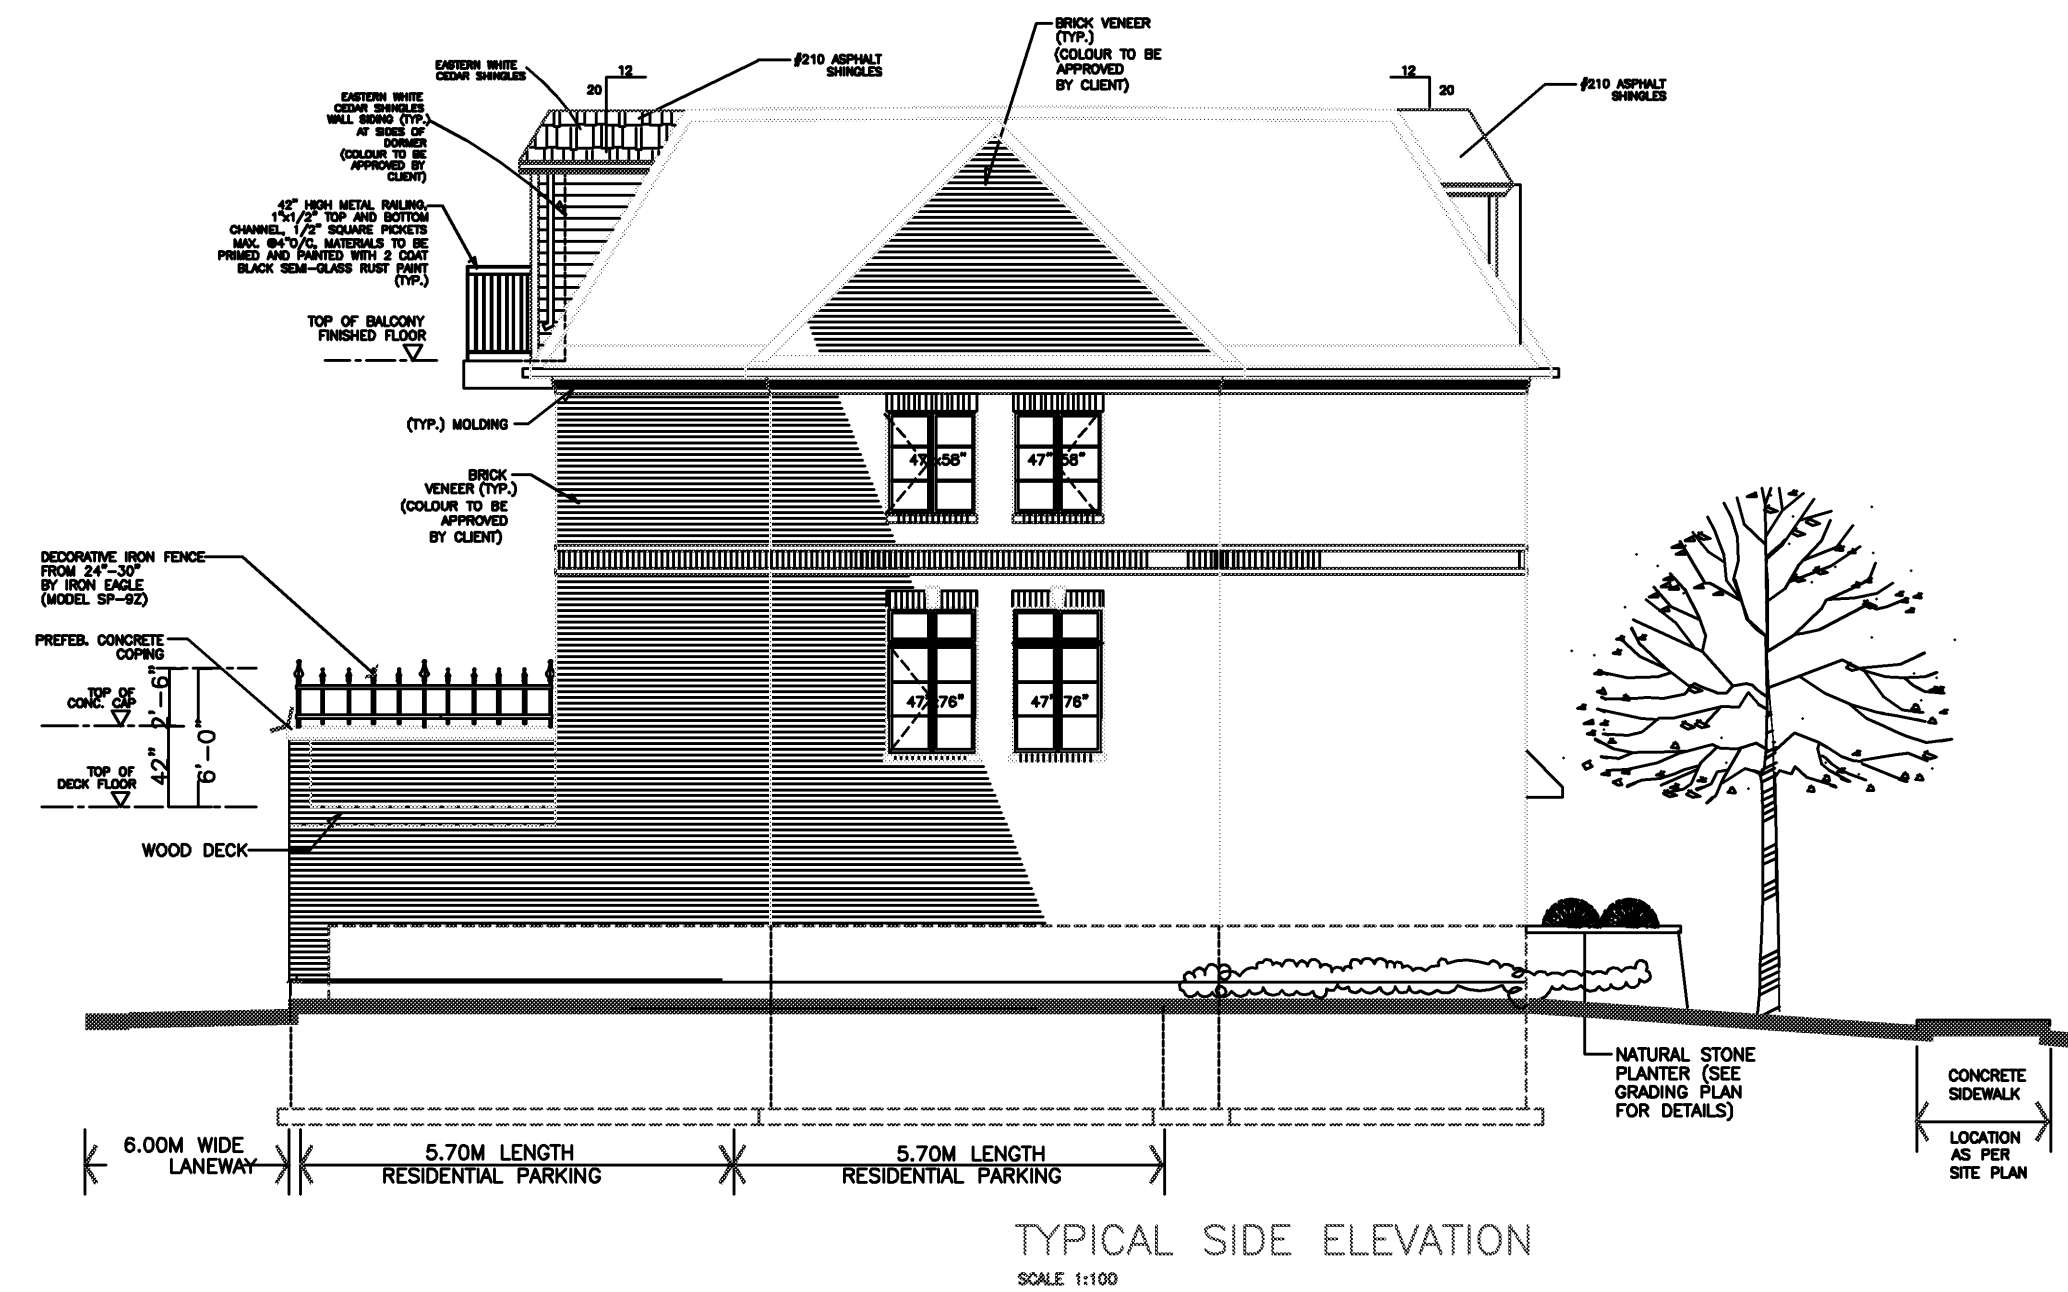 BRICK VENEER
(TYP.)
(COLOUR TO BE
APPROVED
BY CLIENT)
#210 ASPHALT
SHINGLES
EASTERN WHITE
CEDAR SHINGLES
12
20
12
20
#210 ASPHALT
SHINGLES
EASTERN WHITE
CEDAR SHINGLES
WALL SIDING (TYP.)
AT SIDES OF
DORMER
(COLOUR TO BE
APPROVED BY
CLIENT)
42" HIGH METAL RAILING,
1"x1/2" TOP AND BOTTOM
CHANNEL, 1/2" SQUARE PICKETS
MAX. @4"O/C, MATERIALS TO BE
PRIMED AND PAINTED WITH 2 COAT
BLACK SEMI-GLASS RUST PAINT
(TYP.)
TOP OF BALCONY
FINISHED FLOOR
(TYP.) MOLDING
BRICK
VENEER (TYP.)
(COLOUR TO BE
APPROVED
BY CLIENT)
47"x58"
47" 58"
DECORATIVE IRON FENCE
FROM 24"-30"
BY IRON EAGLE
(MODEL SP-9Z)
PREFEB. CONCRETE
COPING
TOP OF
CONC. CAP
2'-6"
42"
6'-0"
TOP OF
DECK FLOOR
47"x76"
47" 76"
WOOD DECK
NATURAL STONE
PLANTER (SEE
GRADING PLAN
FOR DETAILS)
CONCRETE
SIDEWALK
LOCATION
AS PER
SITE PLAN
6.00M WIDE
LANEWAY
5.70M LENGTH
RESIDENTIAL PARKING
5.70M LENGTH
RESIDENTIAL PARKING
TYPICAL SIDE ELEVATION
SCALE 1:100